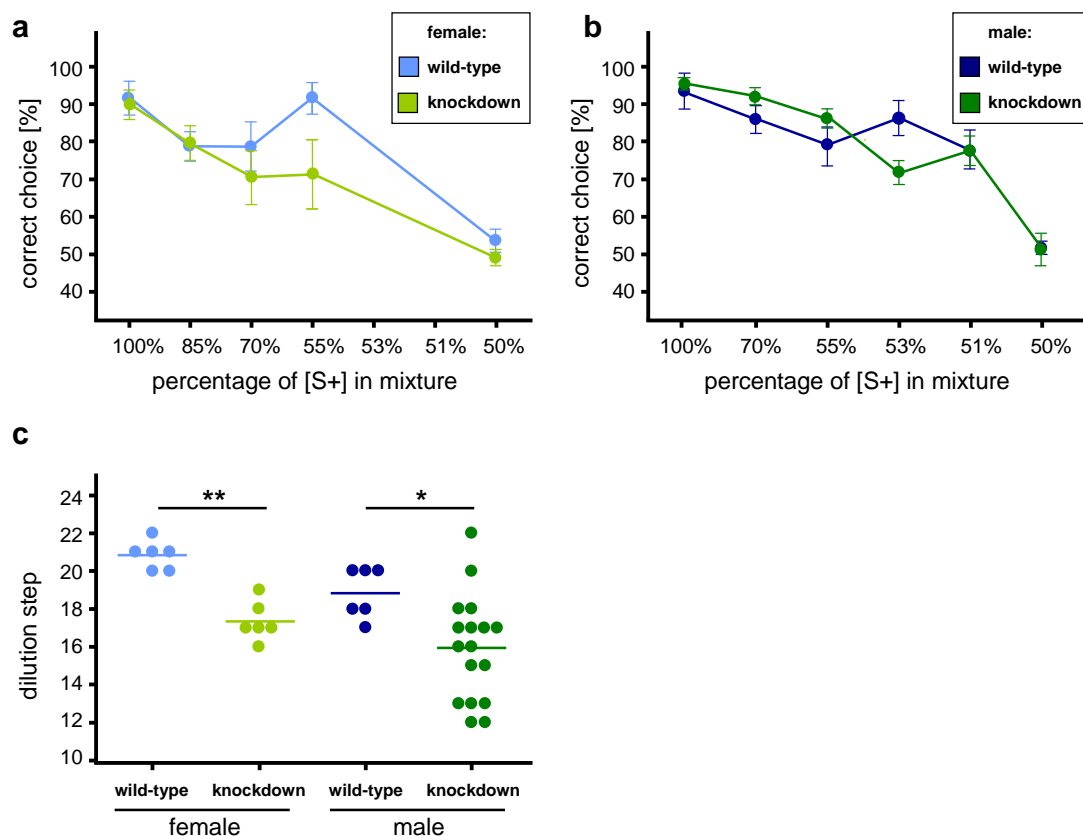 a
female:
wild-type
knockdown
correct choice [%]
100
90
80
70
60
50
40
100% 85% 70% 55% 53% 51% 50%
percentage of [S+] in mixture
b
male:
wild-type
knockdown
correct choice [%]
100
90
80
70
60
50
40
100% 70% 55% 53% 51% 50%
percentage of [S+] in mixture
c
dilution step
24
22
20
18
16
14
12
10
** *
wild-type knockdown wild-type knockdown
female male